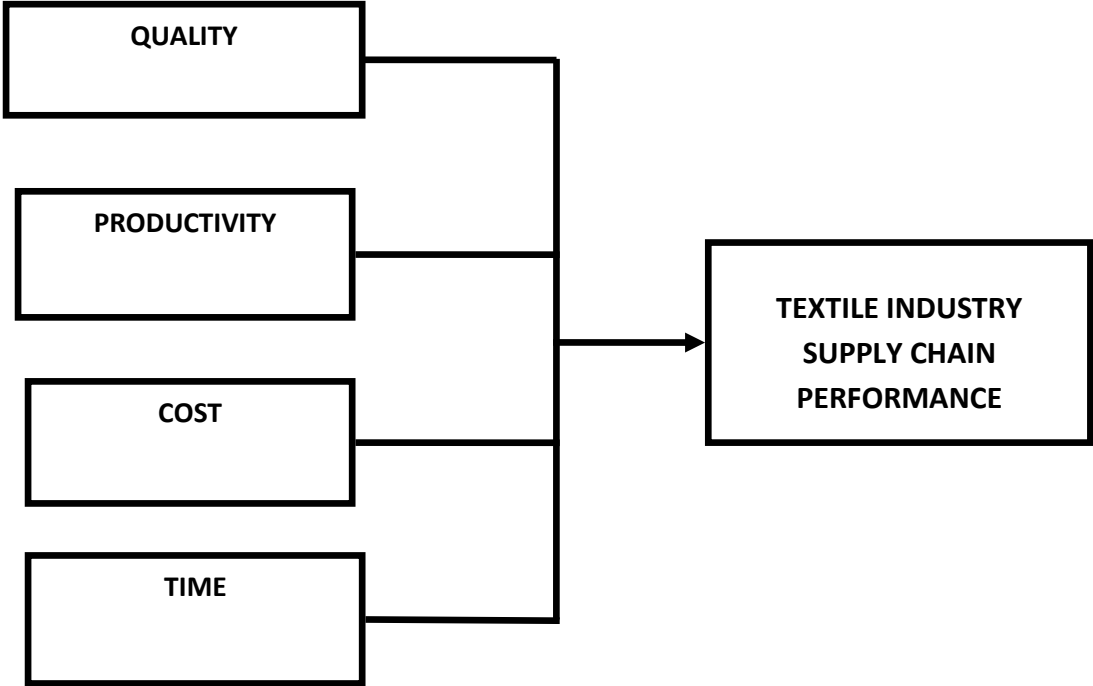 QUALITY
PRODUCTIVITY
COST
TIME
TEXTILE INDUSTRY
SUPPLY CHAIN
PERFORMANCE